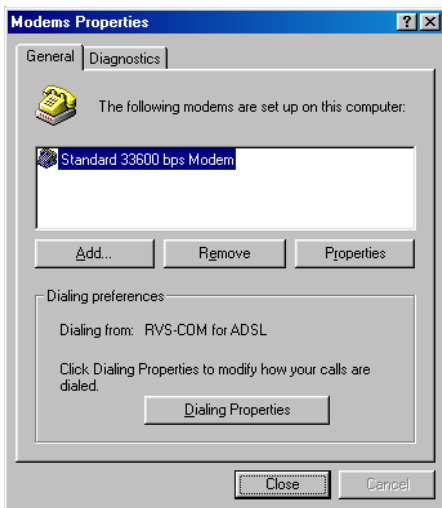 Modems Properties
General
Diagnostics
The following modems are set up on this computer:
Standard 33600 bps Modem
Add...
Remove
Properties
Dialing preferences
Dialing from: RVS-COM for ADSL
Click Dialing Properties to modify how your calls are
dialed.
Dialing Properties
Close
Cancel